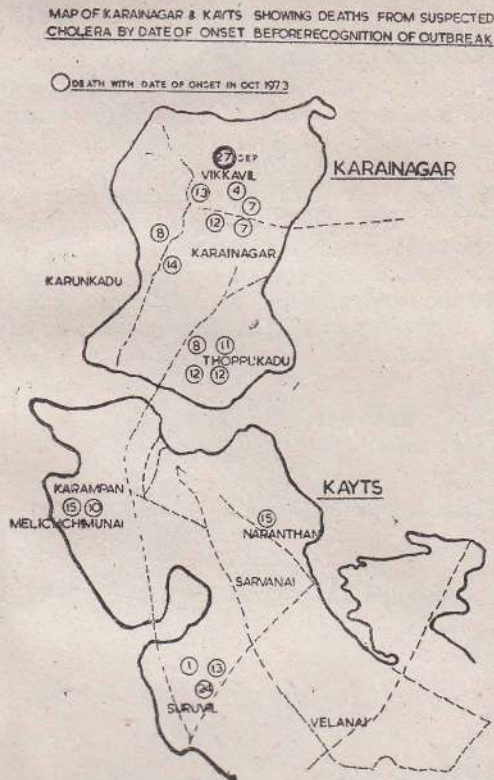 MAP OF KARAINAGAR & KAYTS SHOWING DEATHS FROM SUSPECTED
CHOLERA BY DATE OF ONSET BEFORE RECOGNITION OF OUTBREAK
DEATH WITH DATE OF ONSET IN OCT 1973
27 SEP
VIKKAVIL
KARAINAGAR
13 4
7
12 7
8
KARAINAGAR
14
KARUNKADU
8 11
THOPPUKADU
12 12
KARAMPAN
KAYTS
15 10
15
MELICHCHIMUNAI
NARANTHAN
SARVANAI
1 13
24
SURUVIL
VELANAI